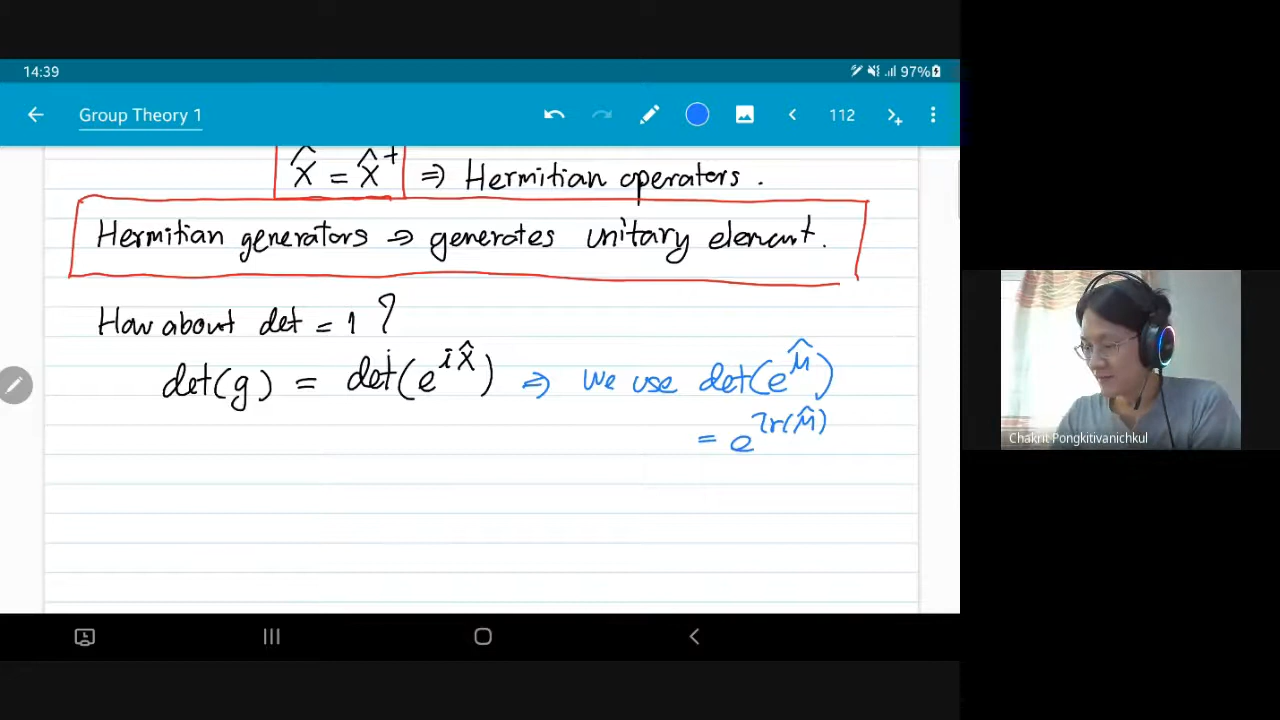 14:39
97%
Group Theory 1
112
X̂ = X̂† ⇒ Hermitian operators.
Hermitian generators ⇒ generates unitary element.
How about det = 1 ?
det(g) = det(e^{iX̂}) ⇒ We use det(e^{M̂})
= e^{Tr(M̂)}
Chakrit Pongkitivanichkul